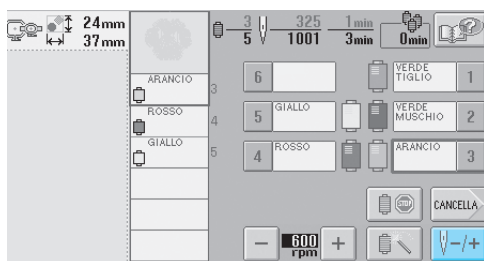 24mm
37mm
3 325 1min
5 1001 3min 0min
ARANCIO 3
ROSSO 4
GIALLO 5
6 VERDE TIGLIO 1
5 GIALLO VERDE MUSCHIO 2
4 ROSSO ARANCIO 3
STOP CANCELLA
− 600 rpm + −/+